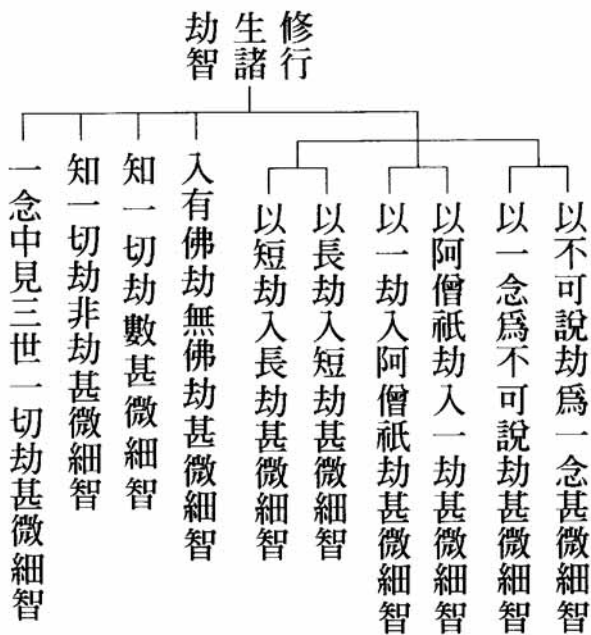 修行
生諸
劫智
以不可說劫爲一念甚微細智
以一念爲不可說劫甚微細智
以阿僧祇劫入一劫甚微細智
以一劫入阿僧祇劫甚微細智
以長劫入短劫甚微細智
以短劫入長劫甚微細智
入有佛劫無佛劫甚微細智
知一切劫數甚微細智
知一切劫非劫甚微細智
一念中見三世一切劫甚微細智